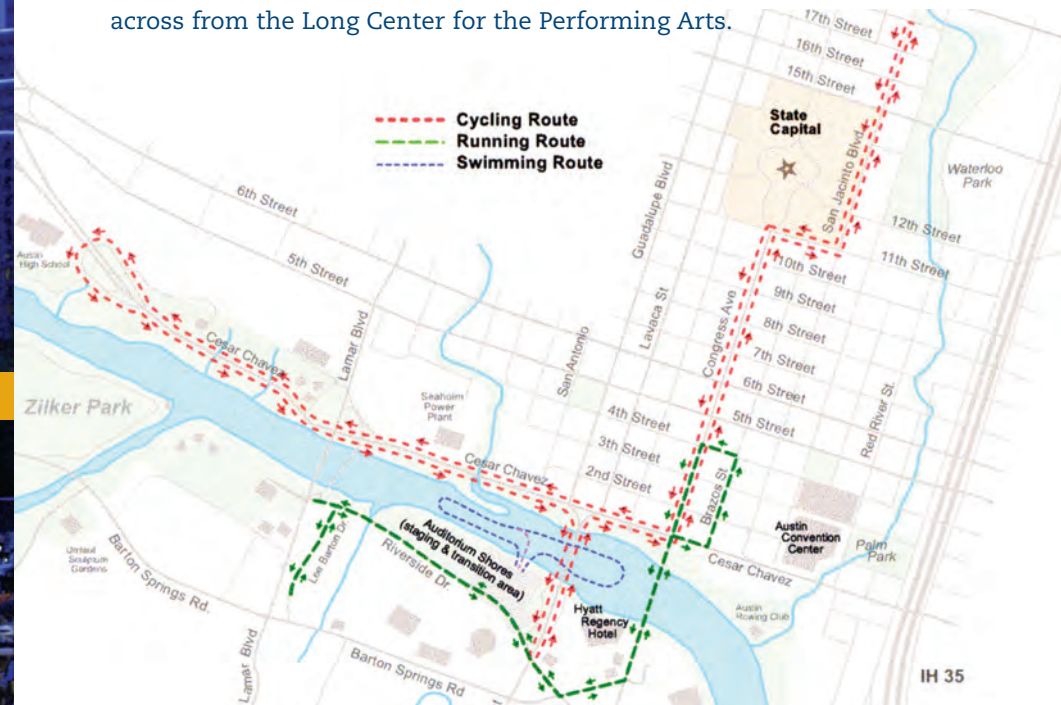 across from the Long Center for the Performing Arts.
17th Street
16th Street
15th Street
Cycling Route
Running Route
Swimming Route
State
Capital
San Jacinto Blvd
Waterloo
Park
Guadalupe Blvd
6th Street
12th Street
11th Street
Austin
High School
5th Street
10th Street
9th Street
Lavaca St
Congress Ave
8th Street
7th Street
6th Street
5th Street
Red River St.
Cesar Chavez
Lamar Blvd
San Antonio
Zilker Park
Seaholm
Power
Plant
4th Street
3th Street
2nd Street
Cesar Chavez
Brazos St
Austin
Convention
Center
Palm
Park
Cesar Chavez
Auditorium Shores
(staging & transition area)
Lee Barton Dr.
Riverside Dr.
Umlauf
Sculpture
Gardens
Barton Springs Rd.
Hyatt
Regency
Hotel
Austin
Rowing Club
Lamar Blvd
Barton Springs Rd
IH 35